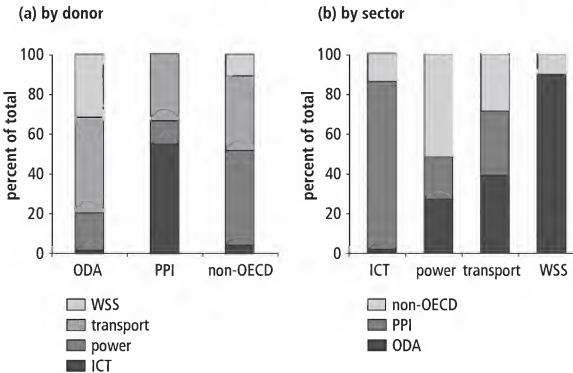 (a) by donor
percent of total
100
80
60
40
20
0
ODA PPI non-OECD
WSS
transport
power
ICT
(b) by sector
percent of total
100
80
60
40
20
0
ICT power transport WSS
non-OECD
PPI
ODA